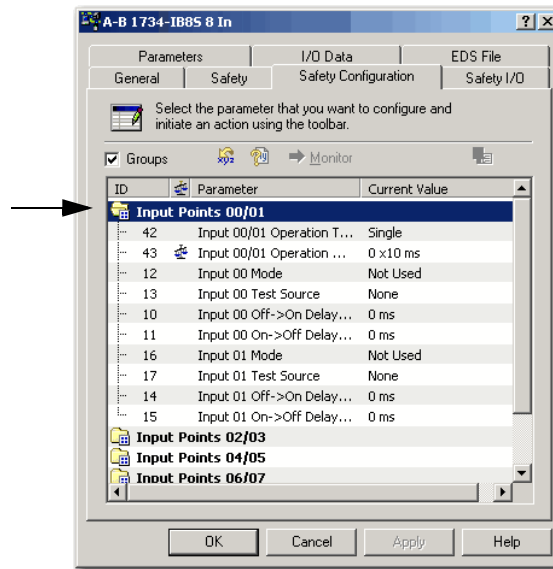 A-B 1734-IB8S 8 In
Parameters I/O Data EDS File
General Safety Safety Configuration Safety I/O
Select the parameter that you want to configure and
initiate an action using the toolbar.
Groups xyz Monitor
ID Parameter Current Value
Input Points 00/01
42 Input 00/01 Operation T... Single
43 Input 00/01 Operation ... 0 x10 ms
12 Input 00 Mode Not Used
13 Input 00 Test Source None
10 Input 00 Off->On Delay... 0 ms
11 Input 00 On->Off Delay... 0 ms
16 Input 01 Mode Not Used
17 Input 01 Test Source None
14 Input 01 Off->On Delay... 0 ms
15 Input 01 On->Off Delay... 0 ms
Input Points 02/03
Input Points 04/05
Input Points 06/07
OK Cancel Apply Help